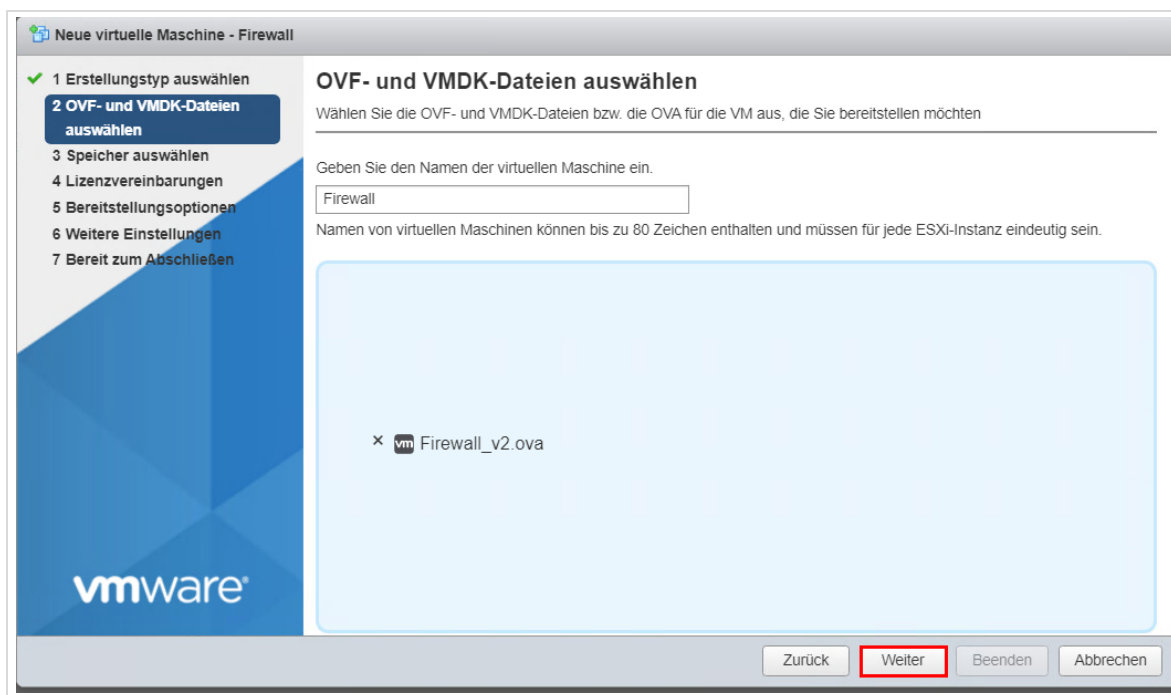 Neue virtuelle Maschine - Firewall
1 Erstellungstyp auswählen
2 OVF- und VMDK-Dateien
auswählen
3 Speicher auswählen
4 Lizenzvereinbarungen
5 Bereitstellungsoptionen
6 Weitere Einstellungen
7 Bereit zum Abschließen
vmware
OVF- und VMDK-Dateien auswählen
Wählen Sie die OVF- und VMDK-Dateien bzw. die OVA für die VM aus, die Sie bereitstellen möchten
Geben Sie den Namen der virtuellen Maschine ein.
Firewall
Namen von virtuellen Maschinen können bis zu 80 Zeichen enthalten und müssen für jede ESXi-Instanz eindeutig sein.
× vm Firewall_v2.ova
Zurück Weiter Beenden Abbrechen